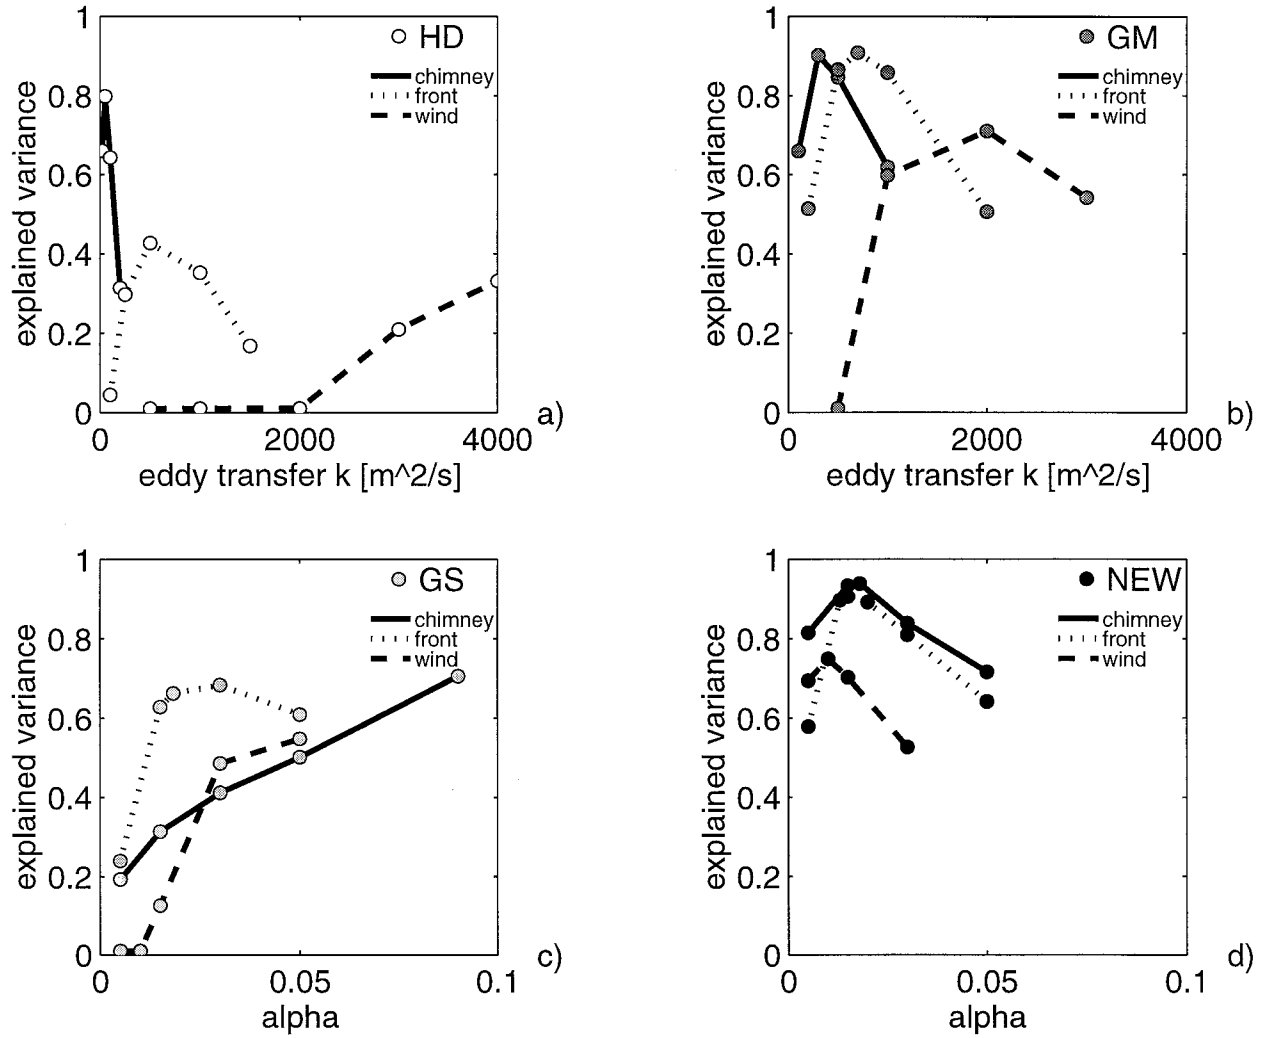 1
HD
chimney
front
wind
0.8
0.6
0.4
0.2
0
explained variance
0
2000
4000
a)
eddy transfer k [m^2/s]
1
GM
chimney
front
wind
0.8
0.6
0.4
0.2
0
explained variance
0
2000
4000
b)
eddy transfer k [m^2/s]
1
GS
chimney
front
wind
0.8
0.6
0.4
0.2
0
explained variance
0
0.05
0.1
c)
alpha
1
NEW
chimney
front
wind
0.8
0.6
0.4
0.2
0
explained variance
0
0.05
0.1
d)
alpha